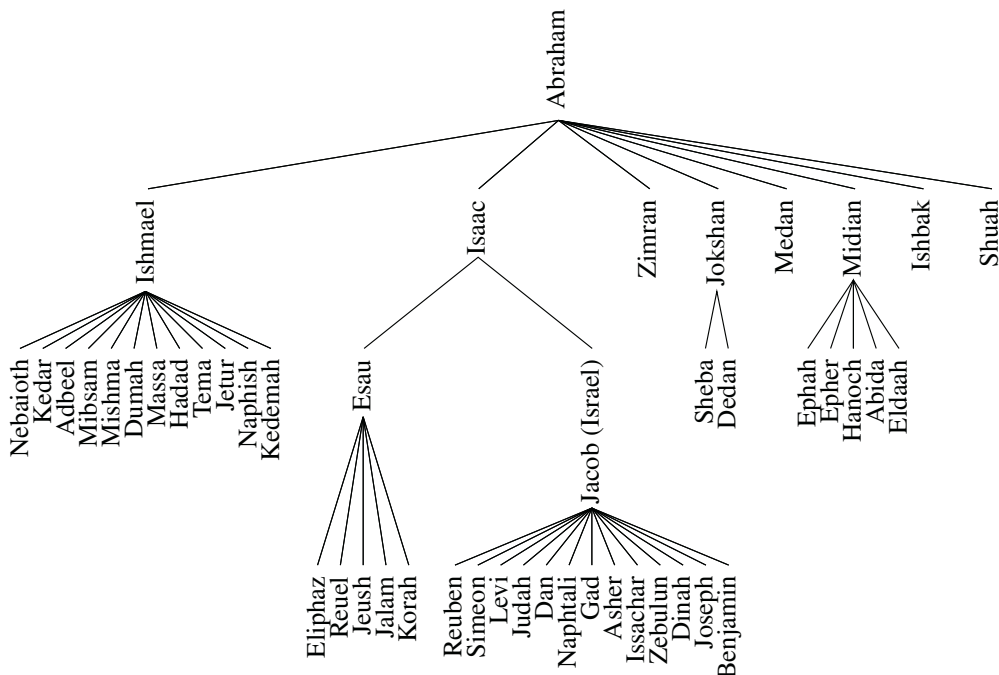 Abraham
Ishmael
Isaac
Zimran
Jokshan
Medan
Midian
Ishbak
Shuah
Nebaioth
Kedar
Adbeel
Mibsam
Mishma
Dumah
Massa
Hadad
Tema
Jetur
Naphish
Kedemah
Esau
Jacob (Israel)
Sheba
Dedan
Ephah
Epher
Hanoch
Abida
Eldaah
Eliphaz
Reuel
Jeush
Jalam
Korah
Reuben
Simeon
Levi
Judah
Dan
Naphtali
Gad
Asher
Issachar
Zebulun
Dinah
Joseph
Benjamin